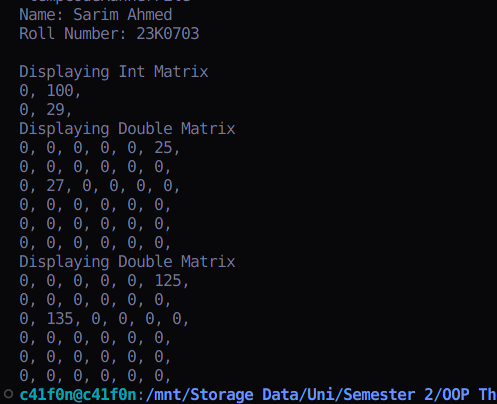 Name: Sarim Ahmed
Roll Number: 23K0703
Displaying Int Matrix
0, 100,
0, 29,
Displaying Double Matrix
0, 0, 0, 0, 0, 25,
0, 0, 0, 0, 0, 0,
0, 27, 0, 0, 0, 0,
0, 0, 0, 0, 0, 0,
0, 0, 0, 0, 0, 0,
0, 0, 0, 0, 0, 0,
Displaying Double Matrix
0, 0, 0, 0, 0, 125,
0, 0, 0, 0, 0, 0,
0, 135, 0, 0, 0, 0,
0, 0, 0, 0, 0, 0,
0, 0, 0, 0, 0, 0,
0, 0, 0, 0, 0, 0,
c41f0n@c41f0n:/mnt/Storage Data/Uni/Semester 2/OOP Th